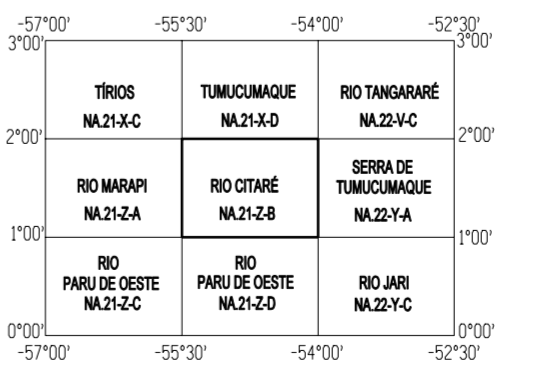 -57°00' -55°30' -54°00' -52°30'
3°00' 3°00'
TÍRIOS TUMUCUMAQUE RIO TANGARARÉ
NA.21-X-C NA.21-X-D NA.22-V-C
2°00' 2°00'
RIO MARAPI RIO CITARÉ SERRA DE
TUMUCUMAQUE
NA.21-Z-A NA.21-Z-B NA.22-Y-A
1°00' 1°00'
RIO RIO
PARU DE OESTE PARU DE OESTE RIO JARI
NA.21-Z-C NA.21-Z-D NA.22-Y-C
0°00' 0°00'
-57°00' -55°30' -54°00' -52°30'